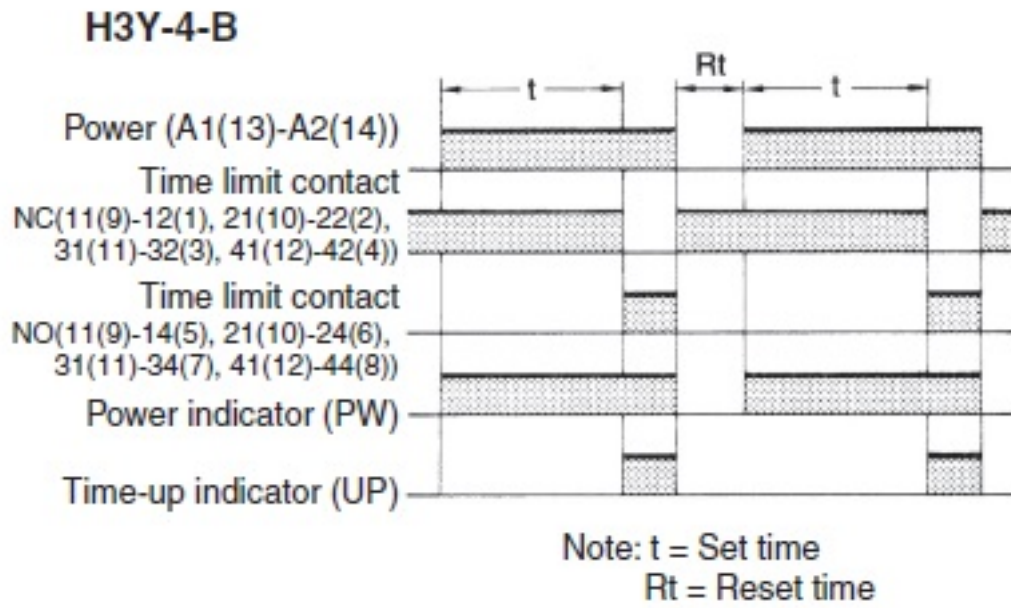 H3Y-4-B
t
Rt
t
Power (A1(13)-A2(14))
Time limit contact
NC(11(9)-12(1), 21(10)-22(2),
31(11)-32(3), 41(12)-42(4))
Time limit contact
NO(11(9)-14(5), 21(10)-24(6),
31(11)-34(7), 41(12)-44(8))
Power indicator (PW)
Time-up indicator (UP)
Note: t = Set time
Rt = Reset time